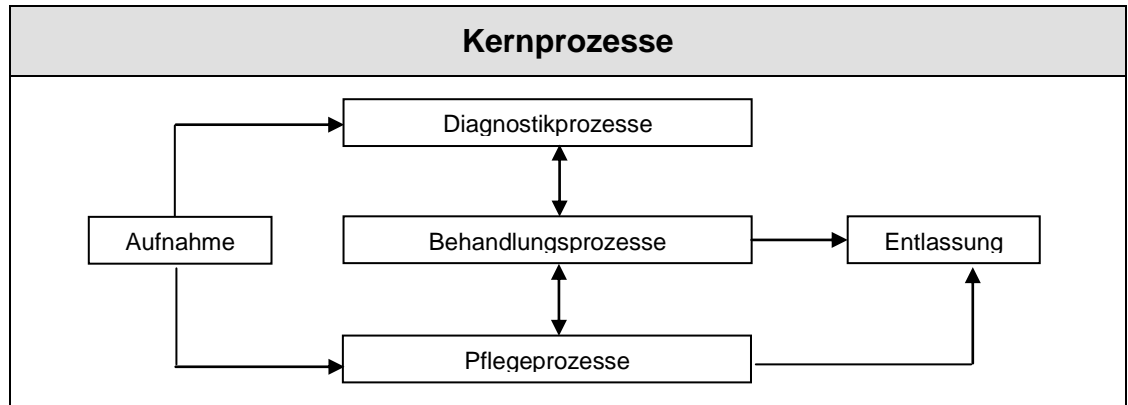 Kernprozesse
Diagnostikprozesse
Aufnahme
Behandlungsprozesse
Entlassung
Pflegeprozesse